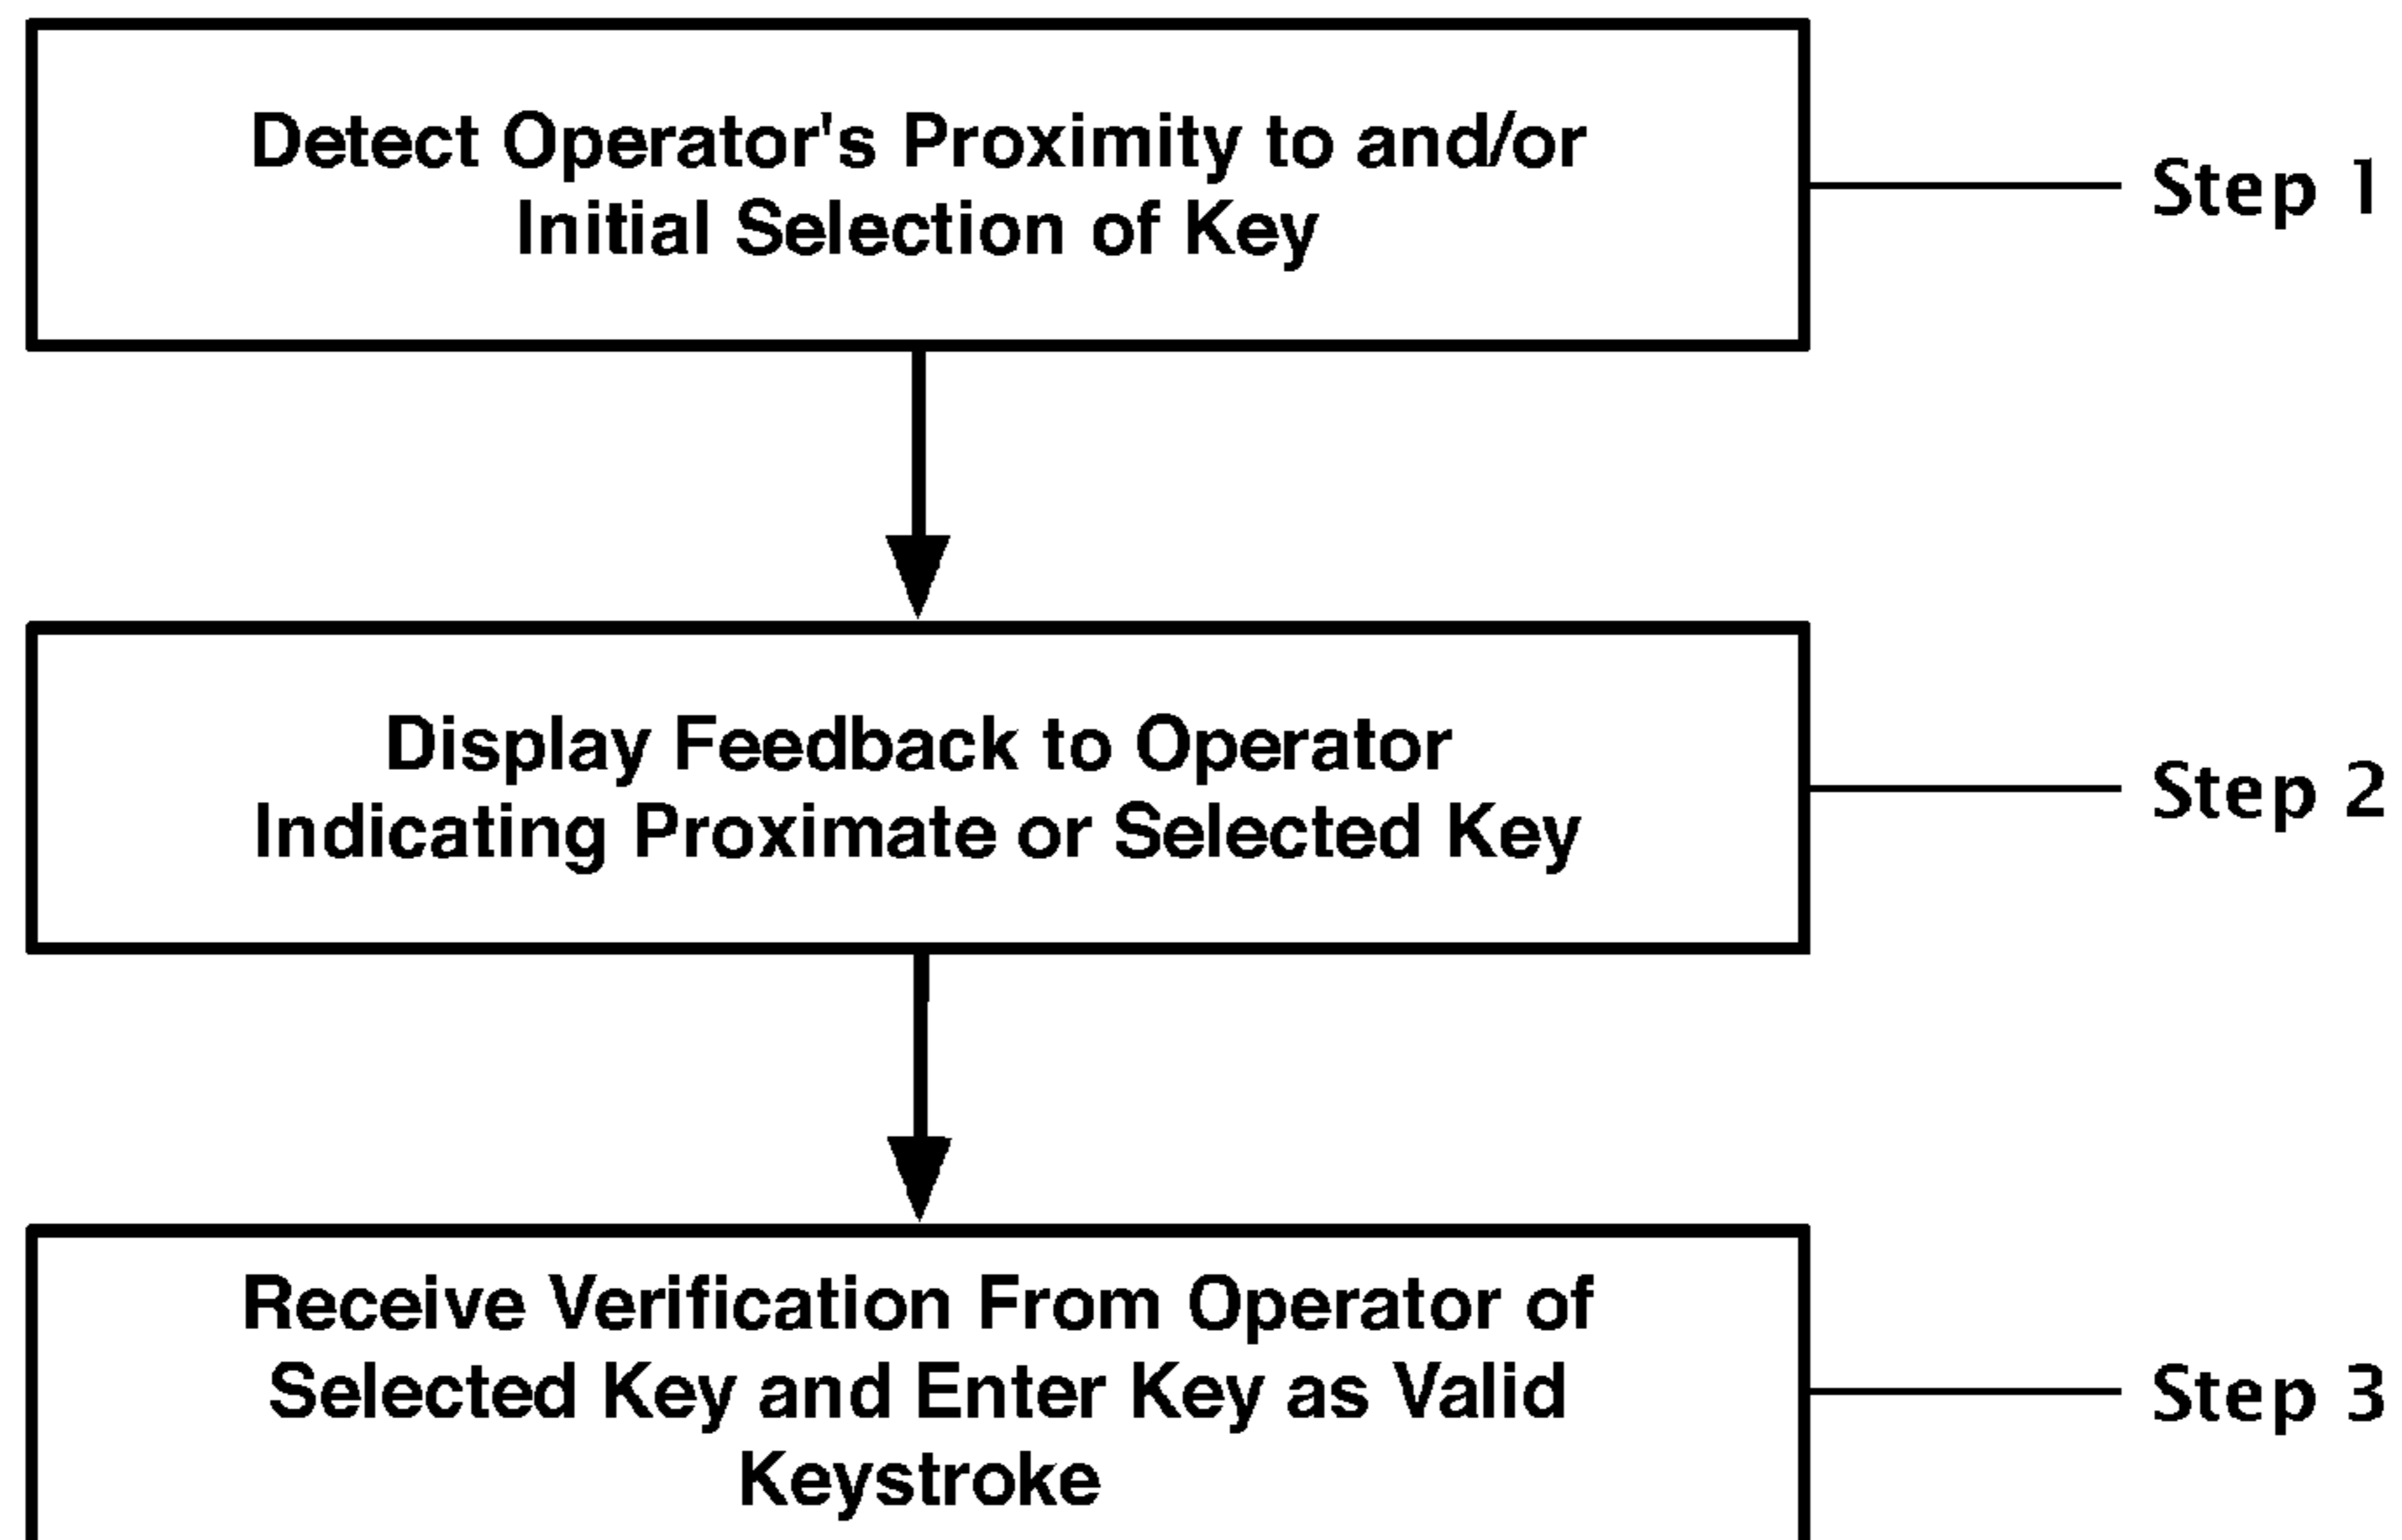 Detect Operator's Proximity to and/or
Initial Selection of Key
Step 1
Display Feedback to Operator
Indicating Proximate or Selected Key
Step 2
Receive Verification From Operator of
Selected Key and Enter Key as Valid
Keystroke
Step 3